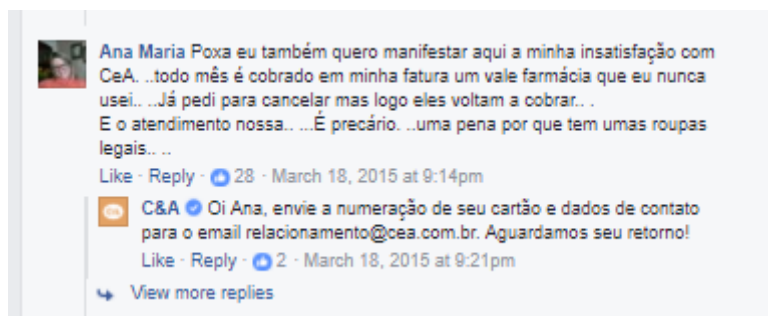 Ana Maria Poxa eu também quero manifestar aqui a minha insatisfação com
CeA. ..todo mês é cobrado em minha fatura um vale farmácia que eu nunca
usei.. ..Já pedi para cancelar mas logo eles voltam a cobrar.. .
E o atendimento nossa.. ...É precário. ..uma pena por que tem umas roupas
legais.. ..
Like · Reply · 28 · March 18, 2015 at 9:14pm
C&A Oi Ana, envie a numeração de seu cartão e dados de contato
para o email relacionamento@cea.com.br. Aguardamos seu retorno!
Like · Reply · 2 · March 18, 2015 at 9:21pm
View more replies